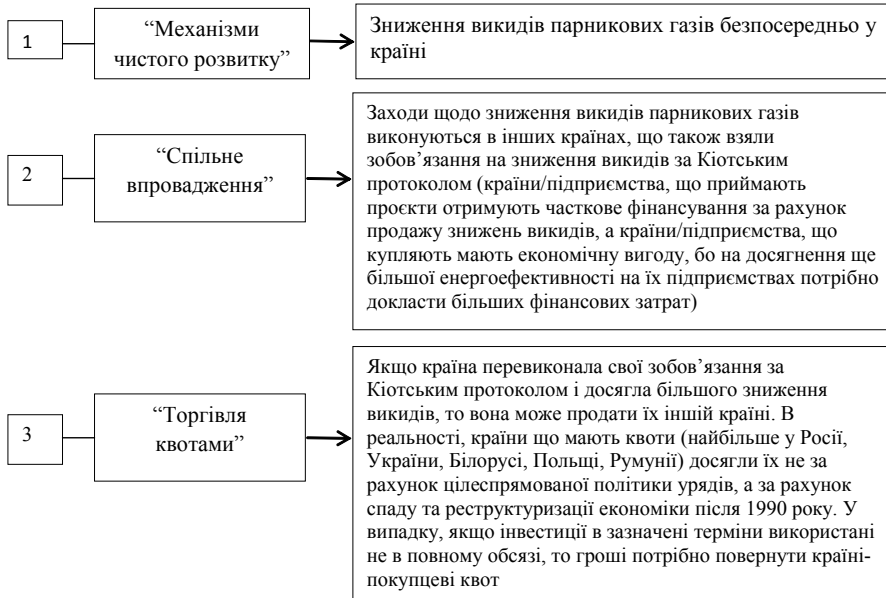 1
“Механізми
чистого розвитку”
Зниження викидів парникових газів безпосередньо у
країні
2
“Спільне
впровадження”
Заходи щодо зниження викидів парникових газів
виконуються в інших країнах, що також взяли
зобов’язання на зниження викидів за Кіотським
протоколом (країни/підприємства, що приймають
проєкти отримують часткове фінансування за рахунок
продажу знижень викидів, а країни/підприємства, що
купляють мають економічну вигоду, бо на досягнення ще
більшої енергоефективності на їх підприємствах потрібно
докласти більших фінансових затрат)
3
“Торгівля
квотами”
Якщо країна перевиконала свої зобов’язання за
Кіотським протоколом і досягла більшого зниження
викидів, то вона може продати їх іншій країні. В
реальності, країни що мають квоти (найбільше у Росії,
України, Білорусі, Польщі, Румунії) досягли їх не за
рахунок цілеспрямованої політики урядів, а за рахунок
спаду та реструктуризації економіки після 1990 року. У
випадку, якщо інвестиції в зазначені терміни використані
не в повному обсязі, то гроші потрібно повернути країні-
покупцеві квот